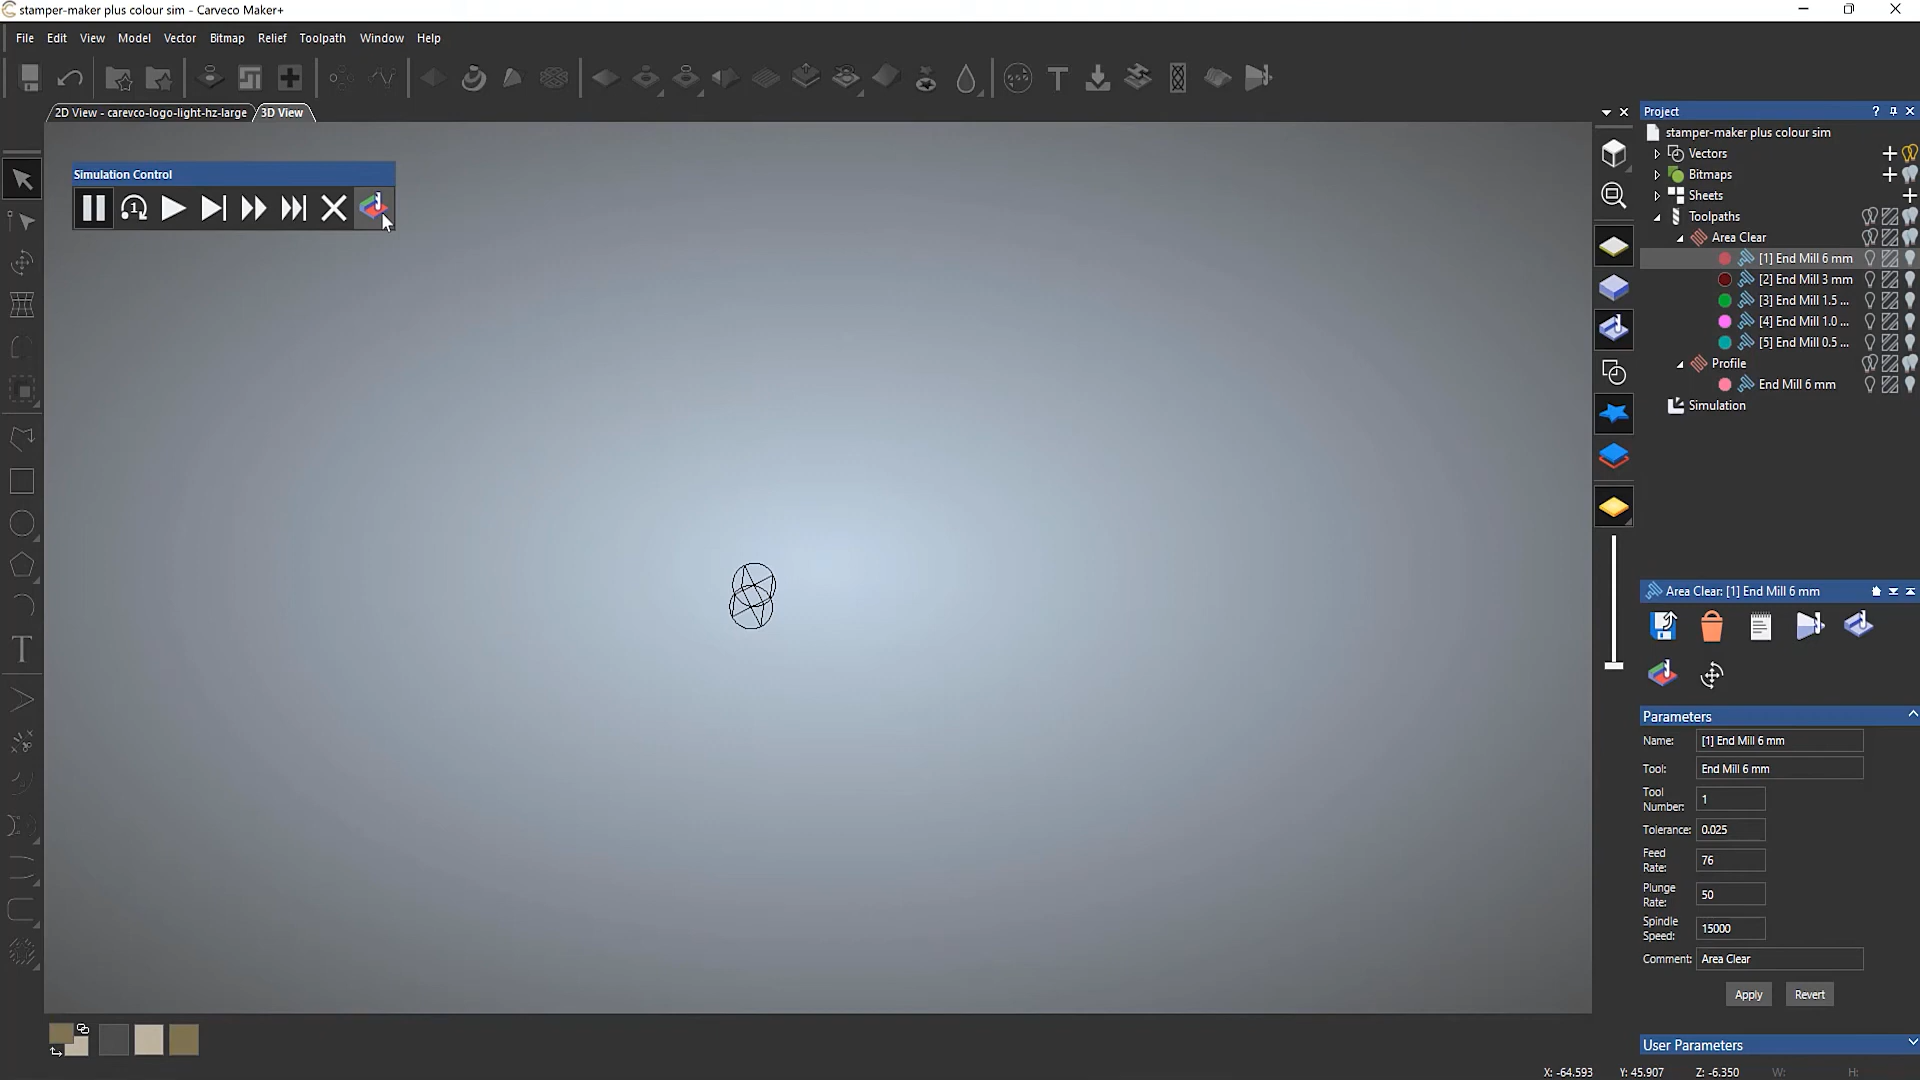 stamper-maker plus colour sim - Carveco Maker+
File Edit View Model Vector Bitmap Relief Toolpath Window Help
2D View - carevco-logo-light-hz-large
3D View
Simulation Control
1
T
T
Project
stamper-maker plus colour sim
Vectors
Bitmaps
Sheets
Toolpaths
Area Clear
[1] End Mill 6 mm
[2] End Mill 3 mm
[3] End Mill 1.5 ...
[4] End Mill 1.0 ...
[5] End Mill 0.5 ...
Profile
End Mill 6 mm
Simulation
Area Clear: [1] End Mill 6 mm
Parameters
Name: [1] End Mill 6 mm
Tool: End Mill 6 mm
Tool Number: 1
Tolerance: 0.025
Feed Rate: 76
Plunge Rate: 50
Spindle Speed: 15000
Comment: Area Clear
Apply Revert
User Parameters
X: -64.593 Y: 45.907 Z: -6.350 W: H: